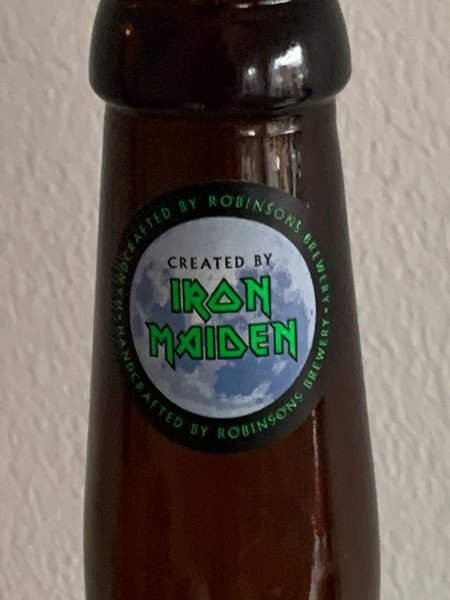 HANDCRAFTED BY ROBINSONS BREWERY •
CREATED BY
IRON
MAIDEN
HANDCRAFTED BY ROBINSONS BREWERY •